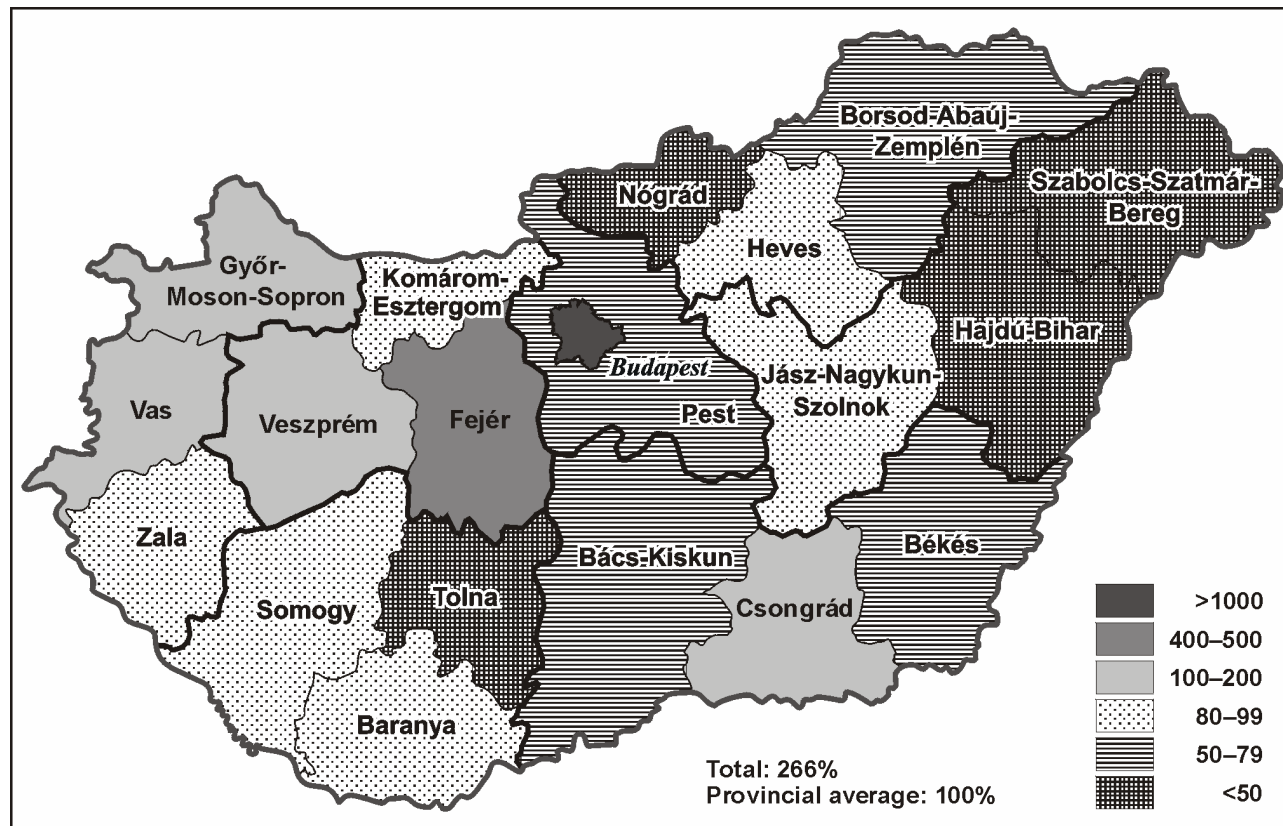 Borsod-Abaúj-
Zemplén
Szabolcs-Szatmár-
Bereg
Nógrád
Heves
Győr-
Moson-Sopron
Komárom-
Esztergom
Hajdú-Bihar
Budapest
Jász-Nagykun-
Szolnok
Vas
Veszprém
Fejér
Pest
Zala
Bács-Kiskun
Békés
Somogy
Tolna
Csongrád
Baranya
>1000
400–500
100–200
80–99
50–79
<50
Total: 266%
Provincial average: 100%